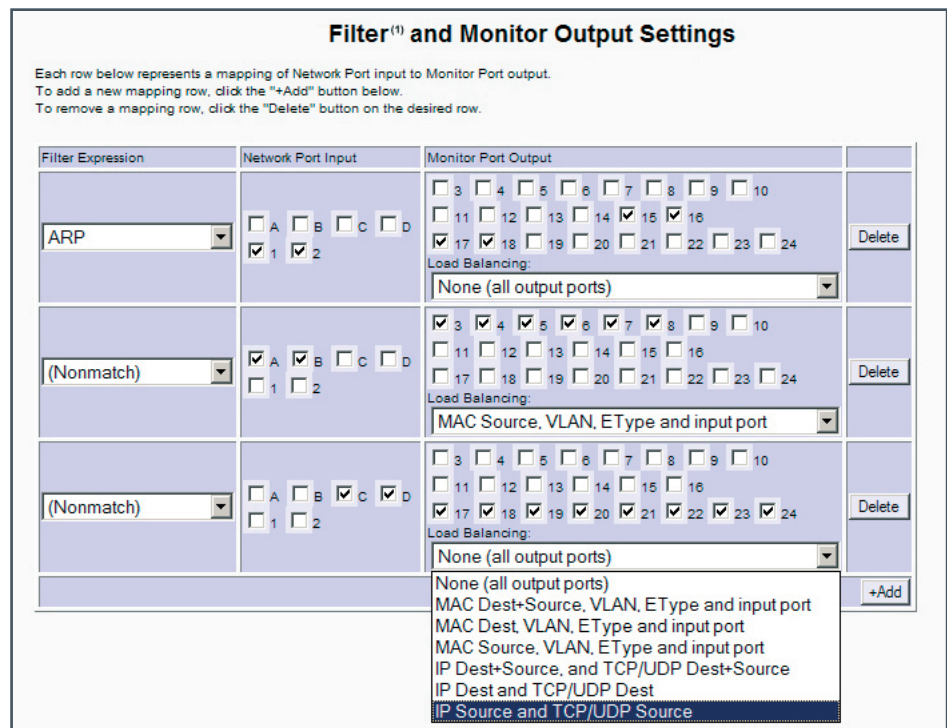 Filter(1) and Monitor Output Settings
Each row below represents a mapping of Network Port input to Monitor Port output.
To add a new mapping row, click the "+Add" button below.
To remove a mapping row, click the "Delete" button on the desired row.
Filter Expression Network Port Input Monitor Port Output
ARP
A B C D
1 2
3 4 5 6 7 8 9 10
11 12 13 14 15 16
17 18 19 20 21 22 23 24
Load Balancing:
None (all output ports)
Delete
(Nonmatch)
A B C D
1 2
3 4 5 6 7 8 9 10
11 12 13 14 15 16
17 18 19 20 21 22 23 24
Load Balancing:
MAC Source, VLAN, EType and input port
Delete
(Nonmatch)
A B C D
1 2
3 4 5 6 7 8 9 10
11 12 13 14 15 16
17 18 19 20 21 22 23 24
Load Balancing:
None (all output ports)
Delete
None (all output ports)
MAC Dest+Source, VLAN, EType and input port
MAC Dest, VLAN, EType and input port
MAC Source, VLAN, EType and input port
IP Dest+Source, and TCP/UDP Dest+Source
IP Dest and TCP/UDP Dest
IP Source and TCP/UDP Source
+Add